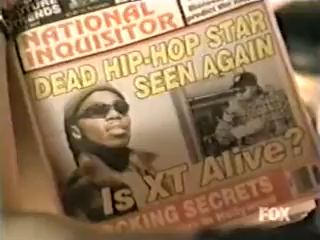 NATIONAL
INQUISITOR
DEAD HIP-HOP STAR
SEEN AGAIN
Is XT Alive?
SECRETS
FOX